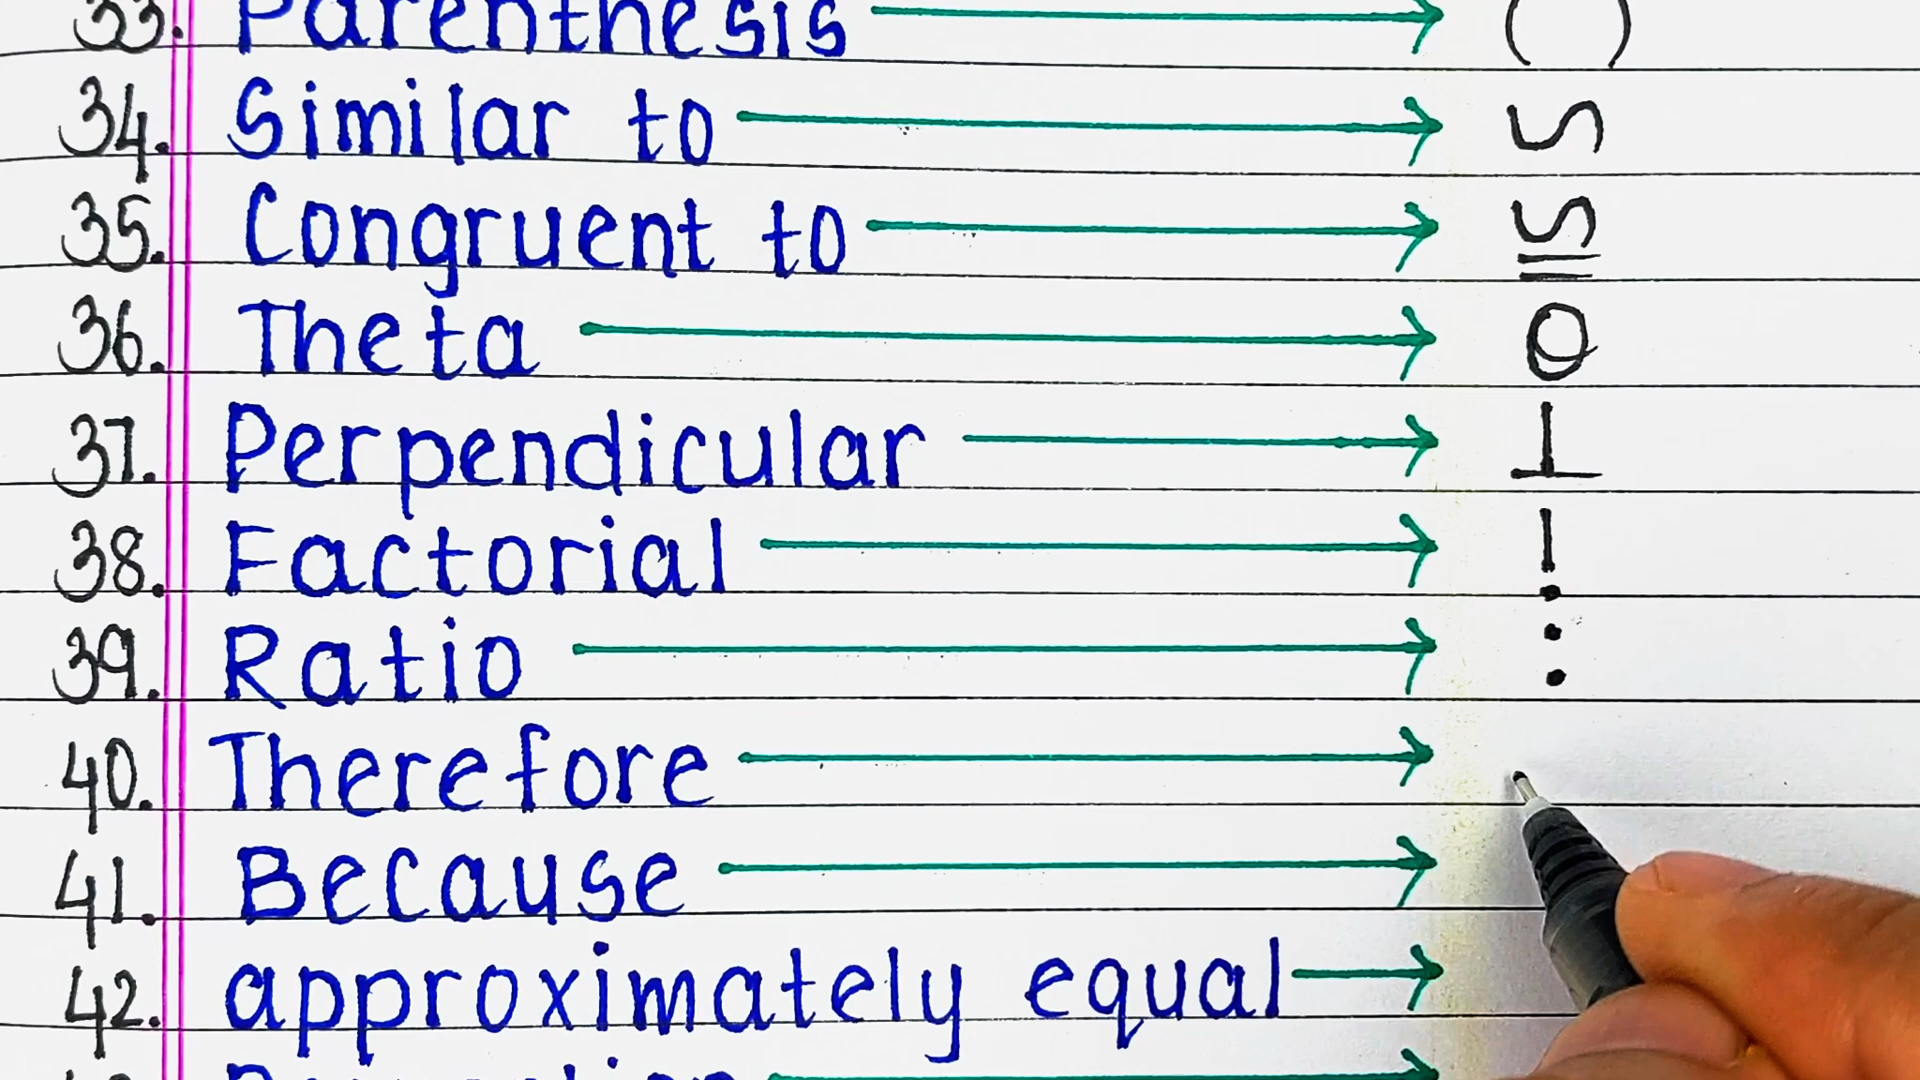 33. Parenthesis → ( )
34. Similar to → ∽
35. Congruent to → ≌
36. Theta → θ
37. Perpendicular → ⊥
38. Factorial → !
39. Ratio → :
40. Therefore →
41. Because →
42. approximately equal →